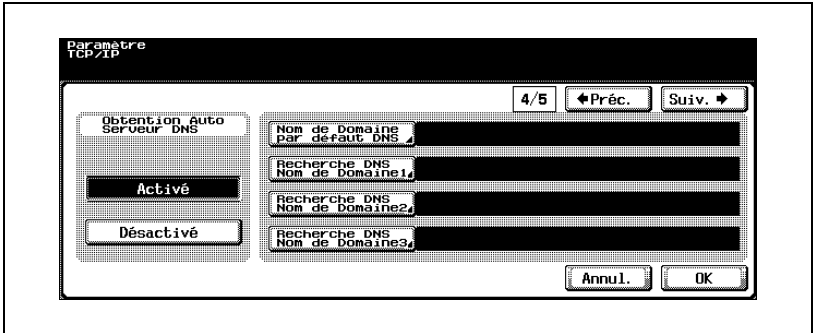 Paramètre
TCP/IP
4/5
Préc.
Suiv.
Obtention Auto
Serveur DNS
Activé
Désactivé
Nom de Domaine
par défaut DNS
Recherche DNS
Nom de Domaine1
Recherche DNS
Nom de Domaine2
Recherche DNS
Nom de Domaine3
Annul.
OK